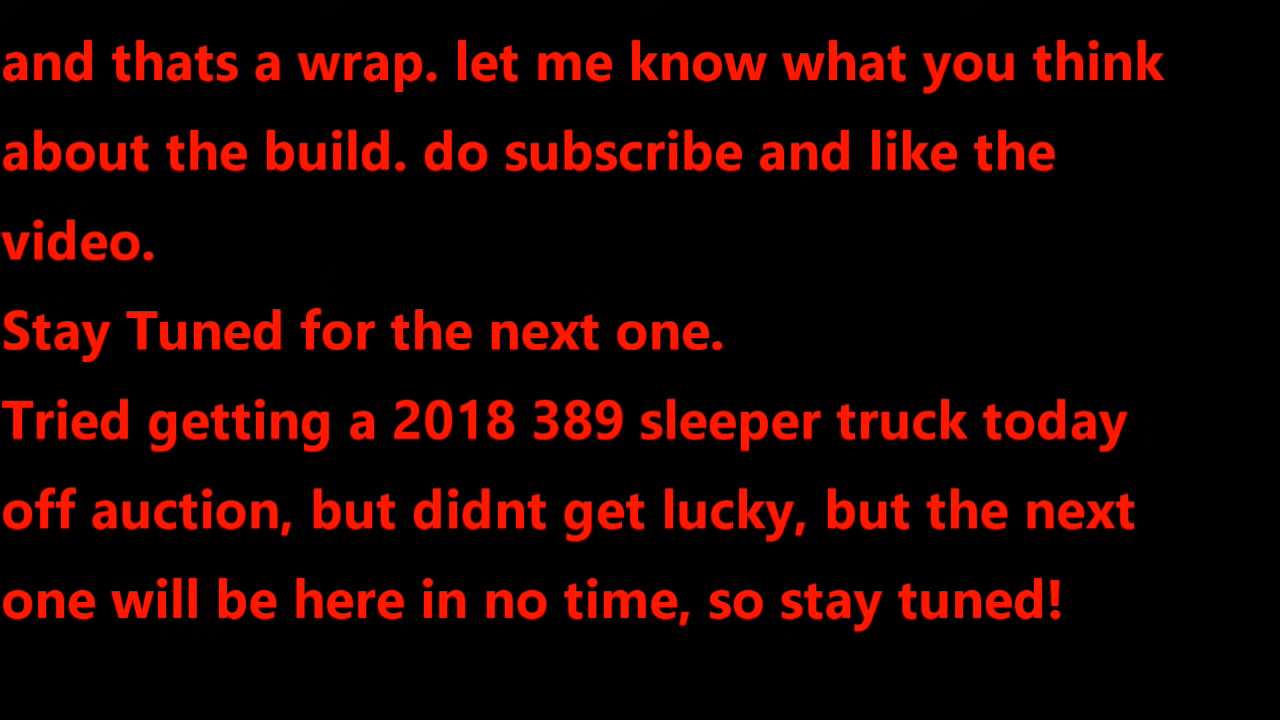 and thats a wrap. let me know what you think
about the build. do subscribe and like the
video.
Stay Tuned for the next one.
Tried getting a 2018 389 sleeper truck today
off auction, but didnt get lucky, but the next
one will be here in no time, so stay tuned!